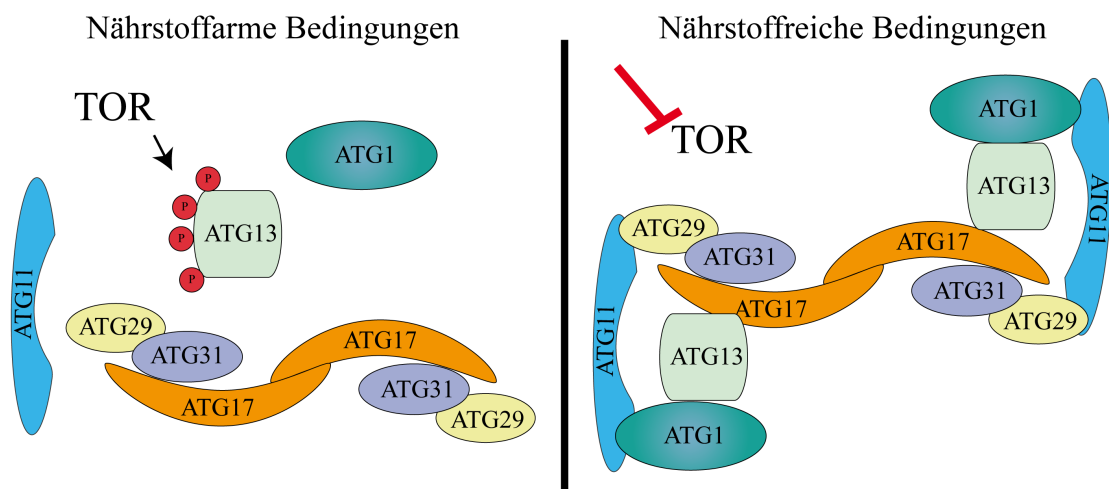 Nährstoffarme Bedingungen
TOR
ATG1
P
P
P
P
ATG13
ATG11
ATG29
ATG31
ATG17
ATG17
ATG31
ATG29
Nährstoffreiche Bedingungen
TOR
ATG1
ATG13
ATG11
ATG29
ATG31
ATG17
ATG17
ATG31
ATG29
ATG11
ATG13
ATG1